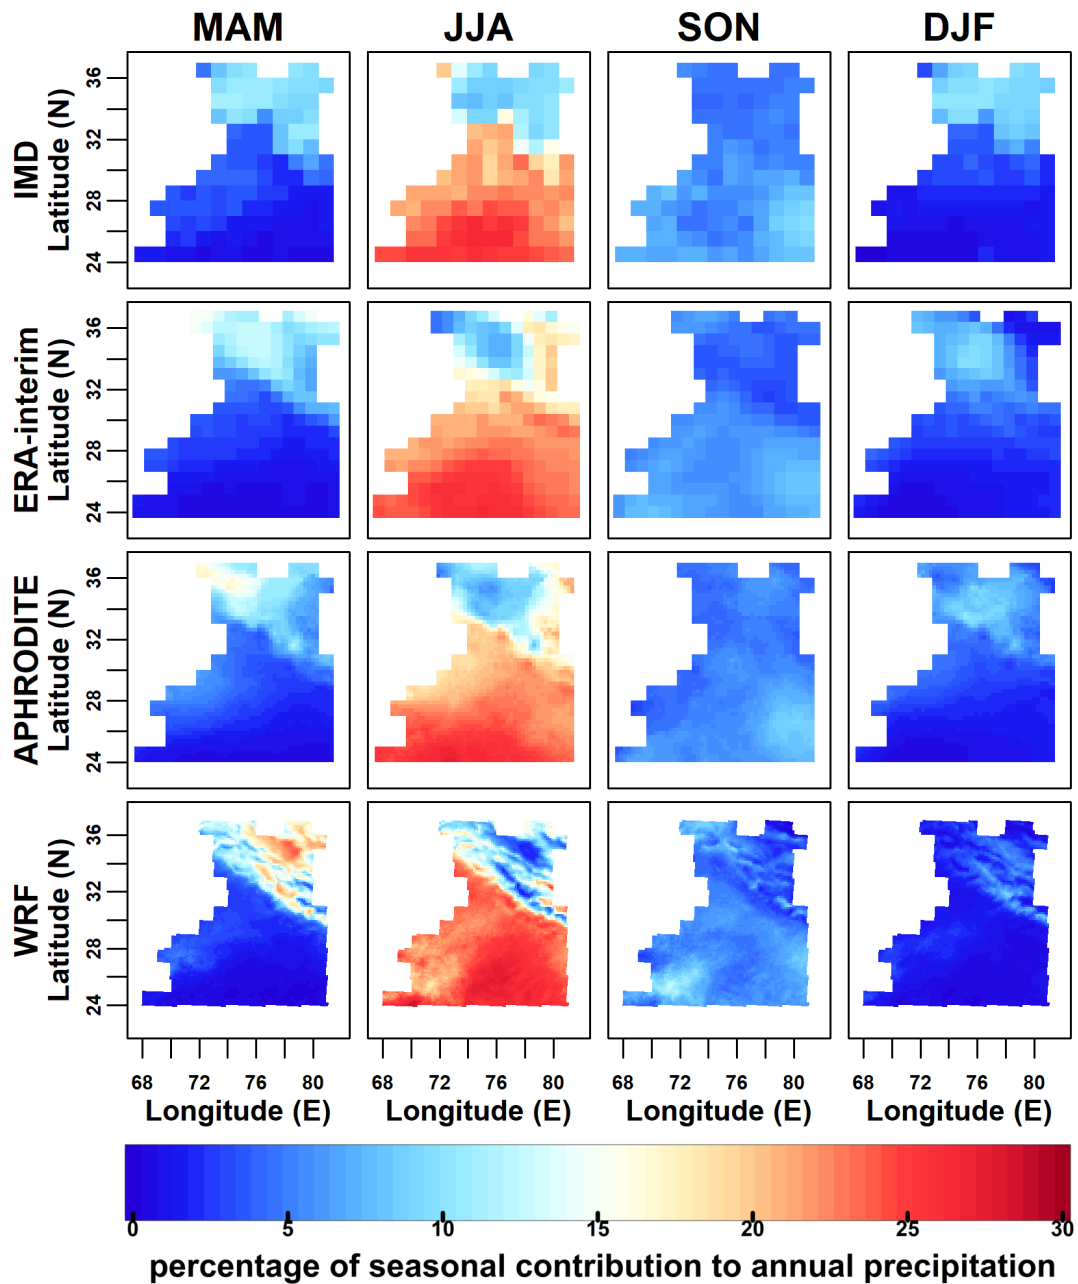 MAM JJA SON DJF
IMD
Latitude (N)
36
32
28
24
ERA-interim
Latitude (N)
36
32
28
24
APHRODITE
Latitude (N)
36
32
28
24
WRF
Latitude (N)
36
32
28
24
68 72 76 80 68 72 76 80 68 72 76 80 68 72 76 80
Longitude (E) Longitude (E) Longitude (E) Longitude (E)
0 5 10 15 20 25 30
percentage of seasonal contribution to annual precipitation